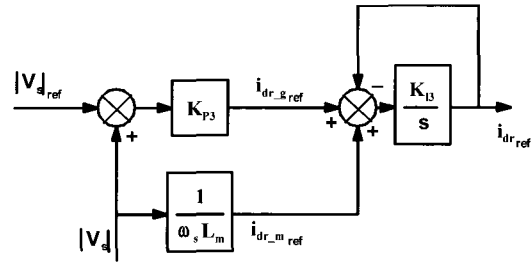 |V_s|_ref
+
K_P3
i_dr_g_ref
+
−
+
K_I3
s
i_dr_ref
|V_s|
1
ω_s L_m
i_dr_m_ref